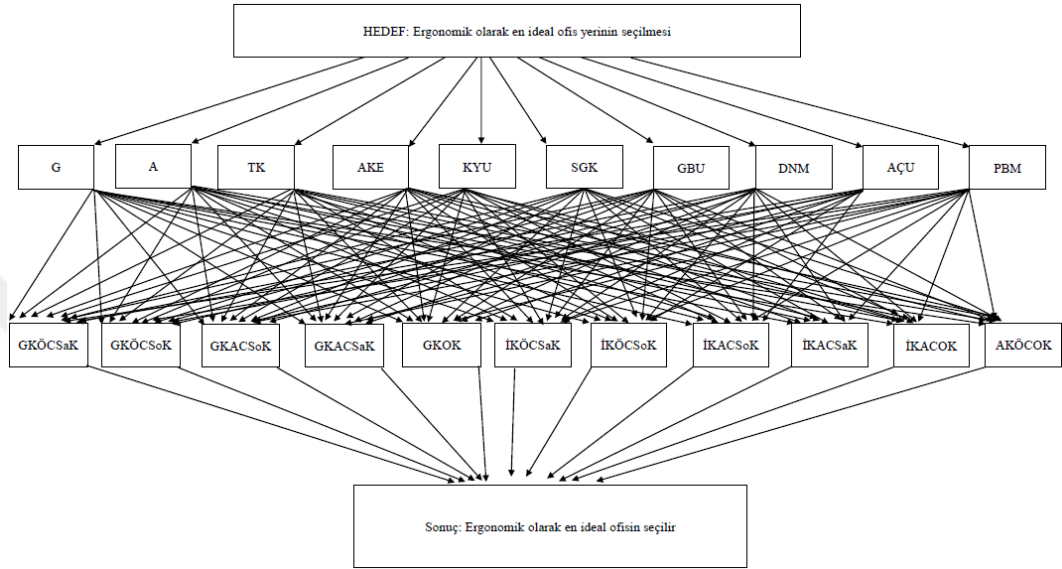 HEDEF: Ergonomik olarak en ideal ofis yerinin seçilmesi
G
A
TK
AKE
KYU
SGK
GBU
DNM
AÇU
PBM
GKÖCSaK
GKÖCSoK
GKACSoK
GKACSaK
GKOK
İKÖCSaK
İKÖCSoK
İKACSoK
İKACSaK
İKACOK
AKÖCOK
Sonuç: Ergonomik olarak en ideal ofisin seçilir